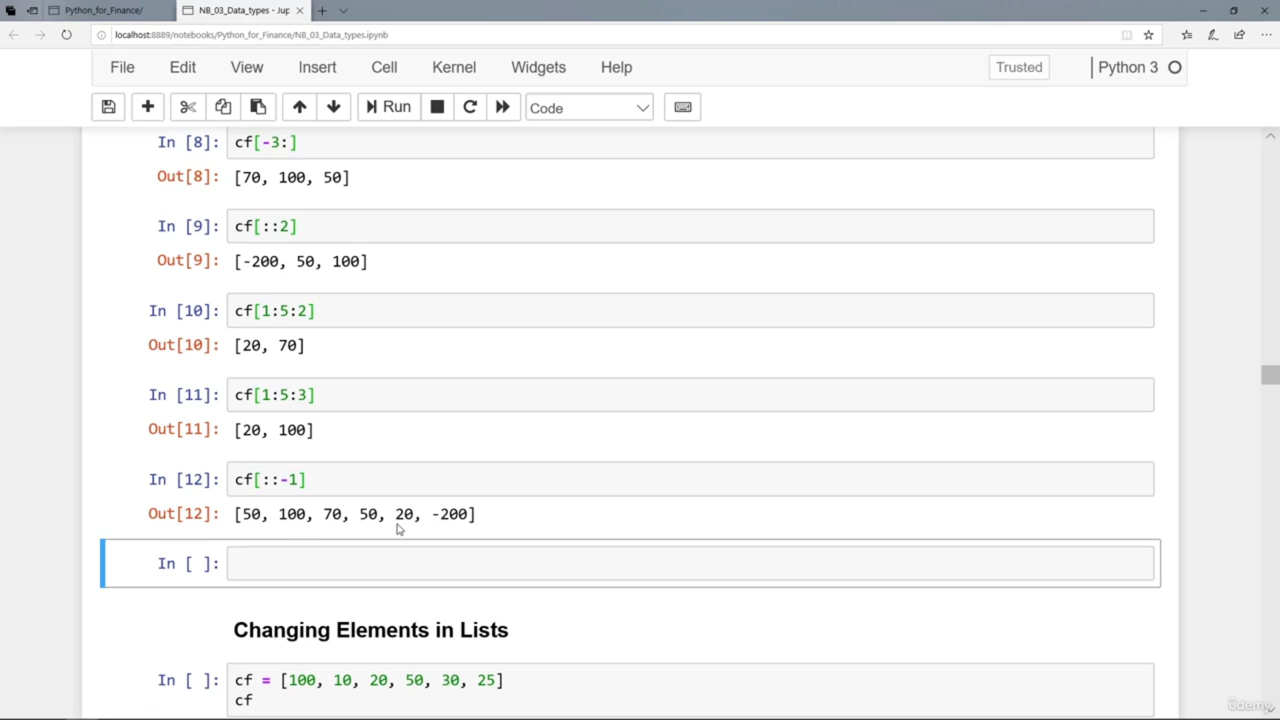 Python_for_Finance/
NB_03_Data_types - Jup
localhost:8889/notebooks/Python_for_Finance/NB_03_Data_types.ipynb
File Edit View Insert Cell Kernel Widgets Help Trusted Python 3
Run Code
In [8]: cf[-3:]
Out[8]: [70, 100, 50]
In [9]: cf[::2]
Out[9]: [-200, 50, 100]
In [10]: cf[1:5:2]
Out[10]: [20, 70]
In [11]: cf[1:5:3]
Out[11]: [20, 100]
In [12]: cf[::-1]
Out[12]: [50, 100, 70, 50, 20, -200]
In [ ]:
Changing Elements in Lists
In [ ]: cf = [100, 10, 20, 50, 30, 25]
cf
ûdemy